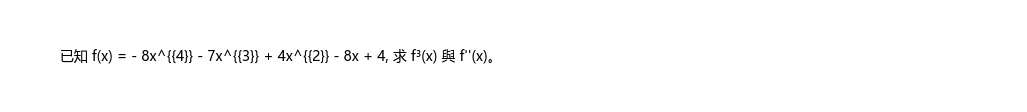 已知 f(x) = - 8x^{{4}} - 7x^{{3}} + 4x^{{2}} - 8x + 4, 求 f³(x) 與 f''(x)。